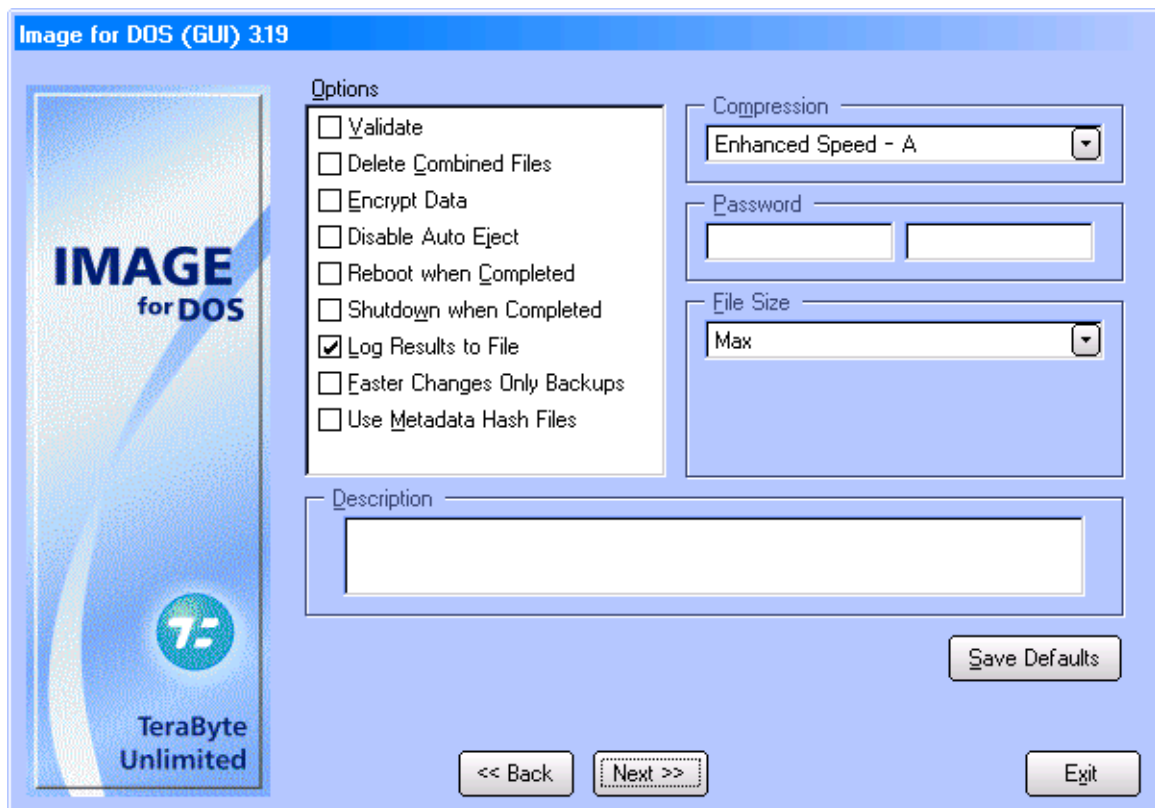 Image for DOS (GUI) 3.19
IMAGE
for DOS
TeraByte
Unlimited
Options
Validate
Delete Combined Files
Encrypt Data
Disable Auto Eject
Reboot when Completed
Shutdown when Completed
Log Results to File
Faster Changes Only Backups
Use Metadata Hash Files
Compression
Enhanced Speed - A
Password
File Size
Max
Description
Save Defaults
<< Back
Next >>
Exit